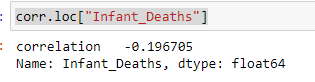 : corr.loc["Infant_Deaths"]
: correlation   -0.196705
Name: Infant_Deaths, dtype: float64